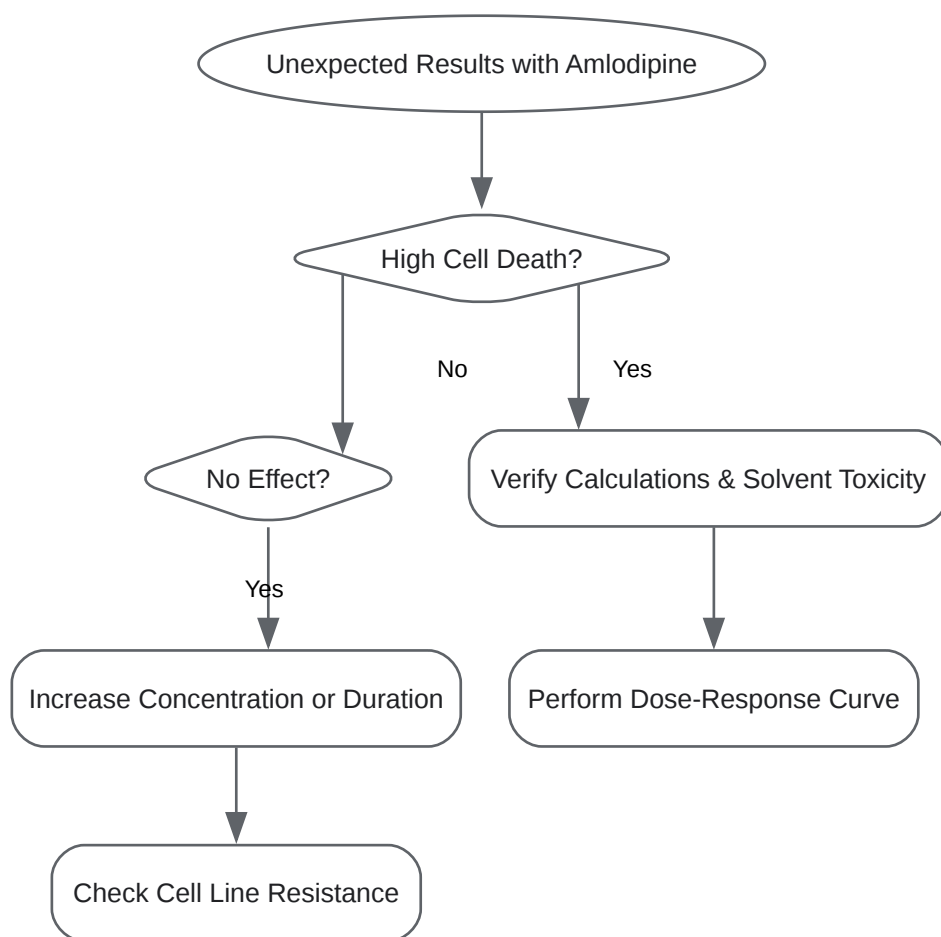 Unexpected Results with Amlodipine
High Cell Death?
No
Yes
No Effect?
Verify Calculations & Solvent Toxicity
Yes
Increase Concentration or Duration
Perform Dose-Response Curve
Check Cell Line Resistance